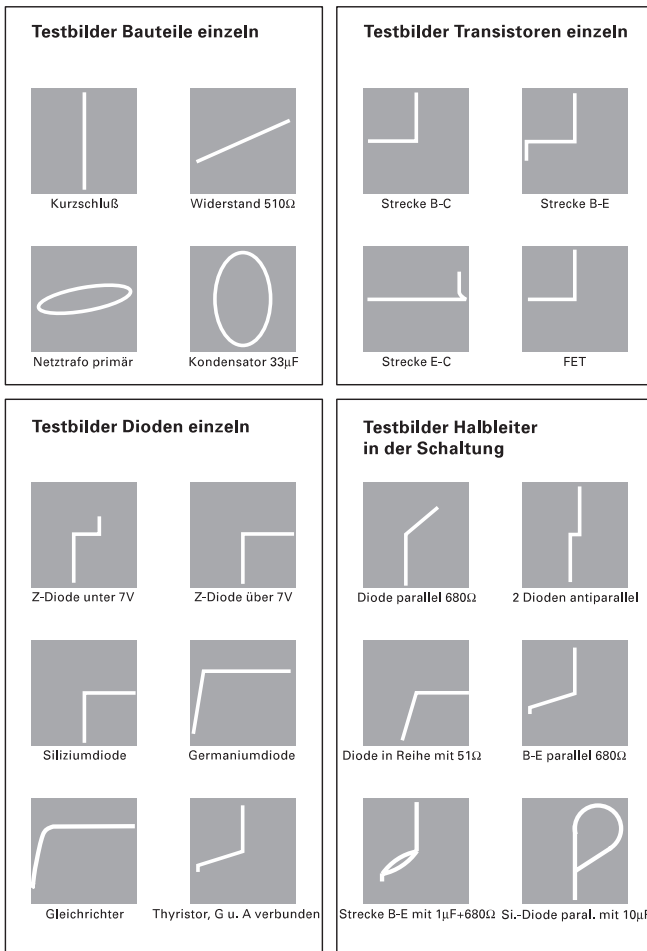 Testbilder Bauteile einzeln
Kurzschluß
Widerstand 510Ω
Netztrafo primär
Kondensator 33µF
Testbilder Transistoren einzeln
Strecke B-C
Strecke B-E
Strecke E-C
FET
Testbilder Dioden einzeln
Z-Diode unter 7V
Z-Diode über 7V
Siliziumdiode
Germaniumdiode
Gleichrichter
Thyristor, G u. A verbunden
Testbilder Halbleiter
in der Schaltung
Diode parallel 680Ω
2 Dioden antiparallel
Diode in Reihe mit 51Ω
B-E parallel 680Ω
Strecke B-E mit 1µF+680Ω
Si.-Diode paral. mit 10µF